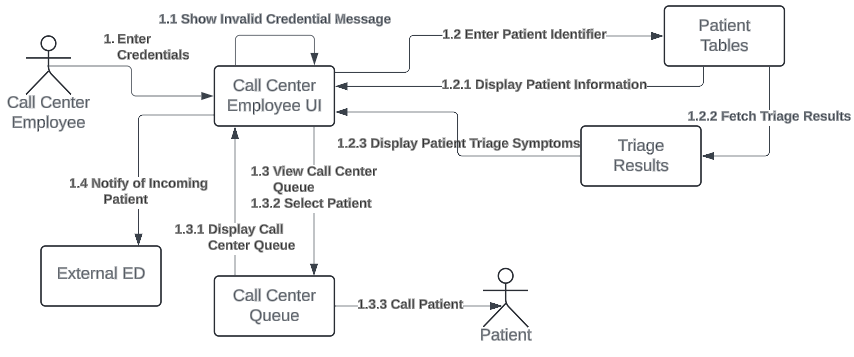 1.1 Show Invalid Credential Message
1. Enter
Credentials
1.2 Enter Patient Identifier
Patient
Tables
Call Center
Employee UI
1.2.1 Display Patient Information
Call Center
Employee
1.2.2 Fetch Triage Results
1.2.3 Display Patient Triage Symptoms
Triage
Results
1.3 View Call Center
Queue
1.3.2 Select Patient
1.4 Notify of Incoming
Patient
1.3.1 Display Call
Center Queue
External ED
Call Center
Queue
1.3.3 Call Patient
Patient